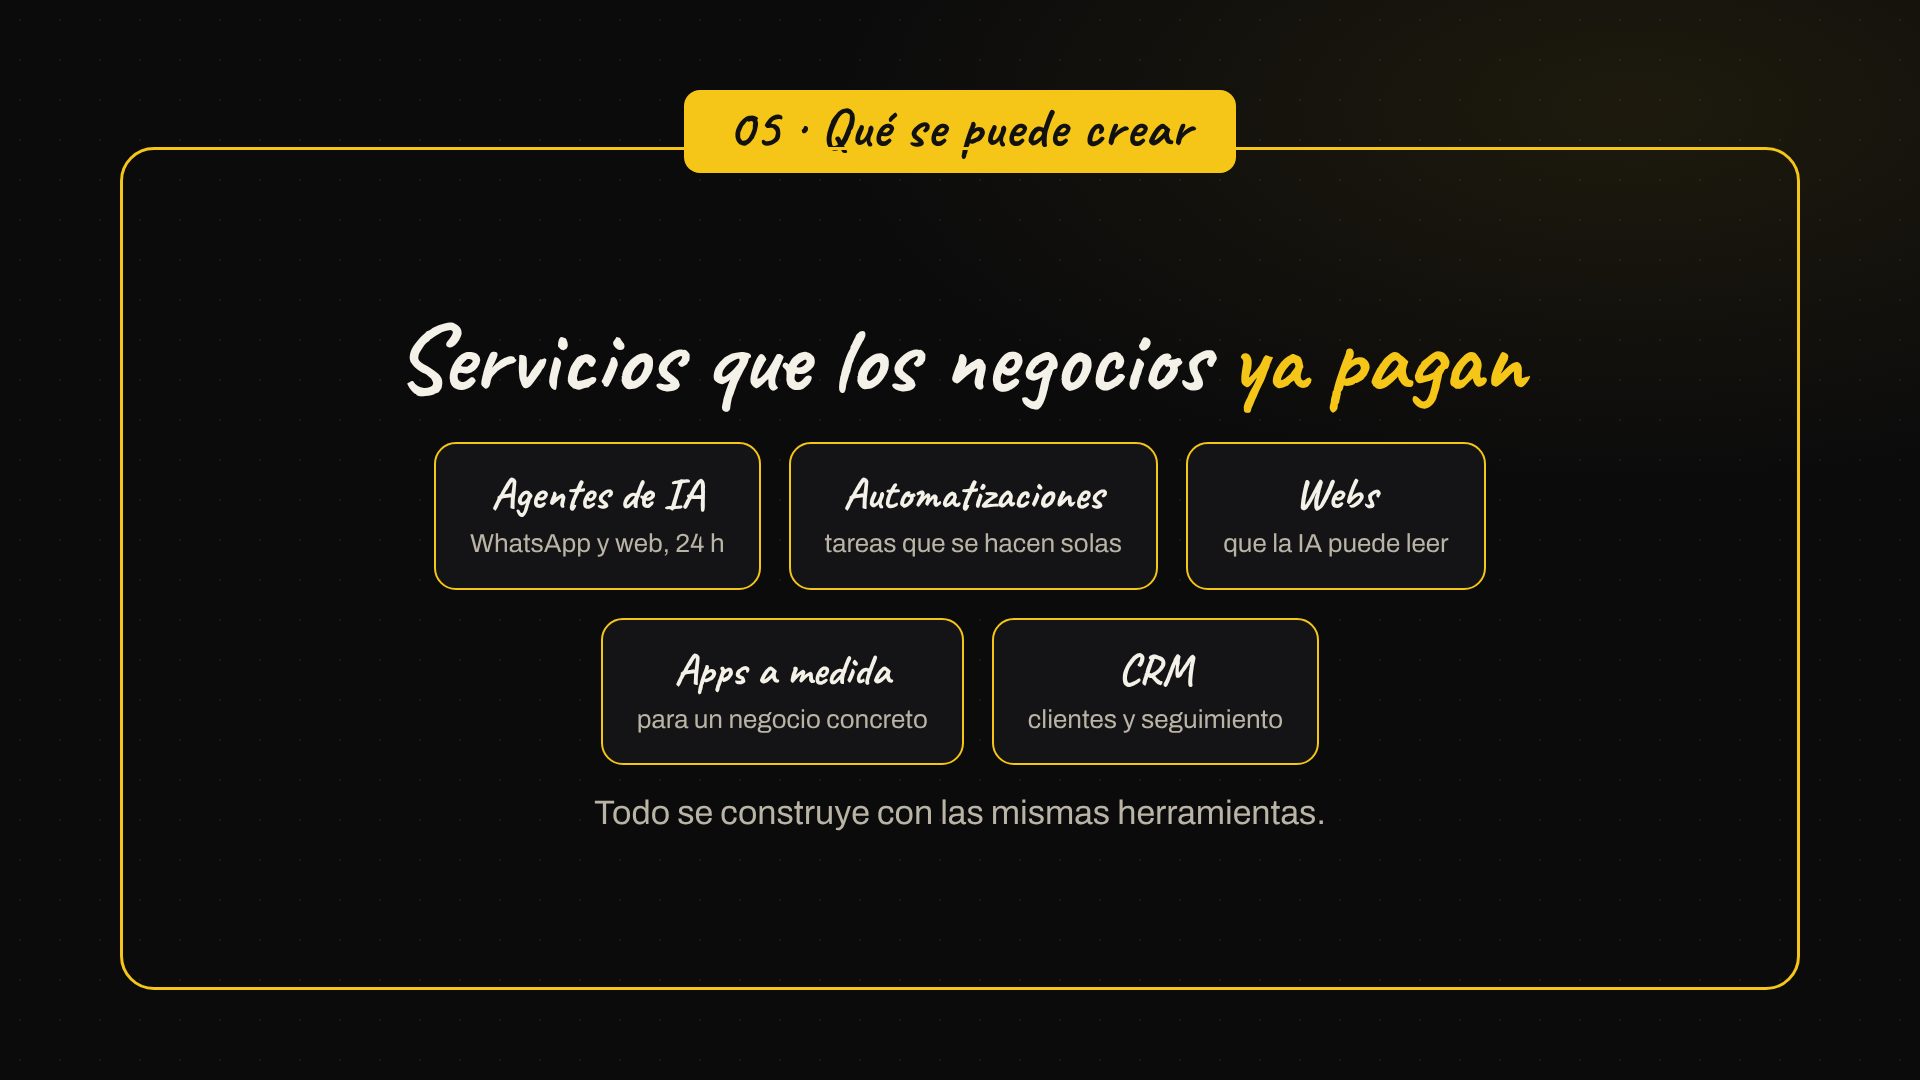 05 · Qué se puede crear
Servicios que los negocios ya pagan
Agentes de IA
WhatsApp y web, 24 h
Automatizaciones
tareas que se hacen solas
Webs
que la IA puede leer
Apps a medida
para un negocio concreto
CRM
clientes y seguimiento
Todo se construye con las mismas herramientas.